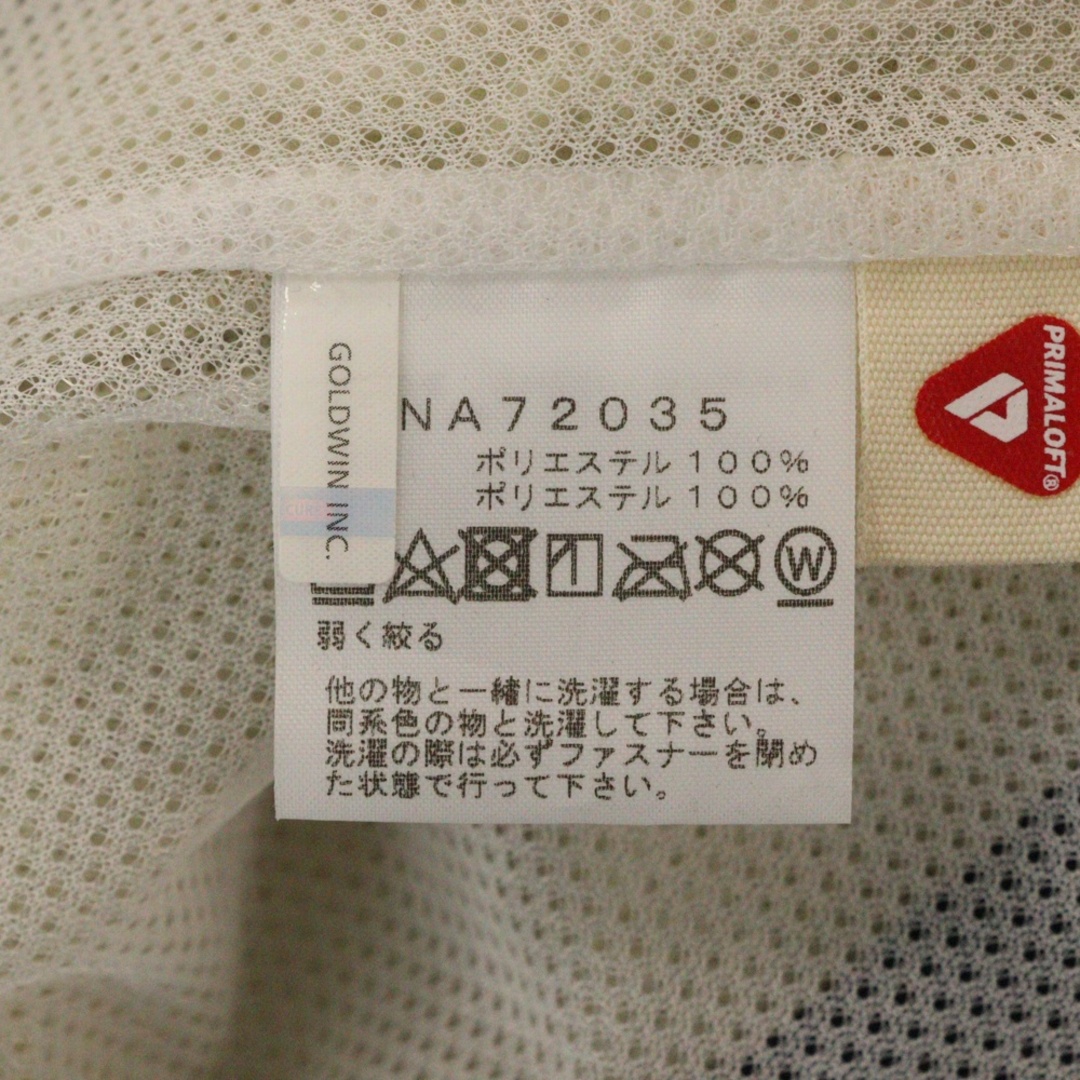 GOLDWIN INC.
NA72035
ポリエステル 100%
ポリエステル 100%
W
弱く絞る
他の物と一緒に洗濯する場合は、
同系色の物と洗濯して下さい。
洗濯の際は必ずファスナーを閉め
た状態で行って下さい。
PRIMALOFT®